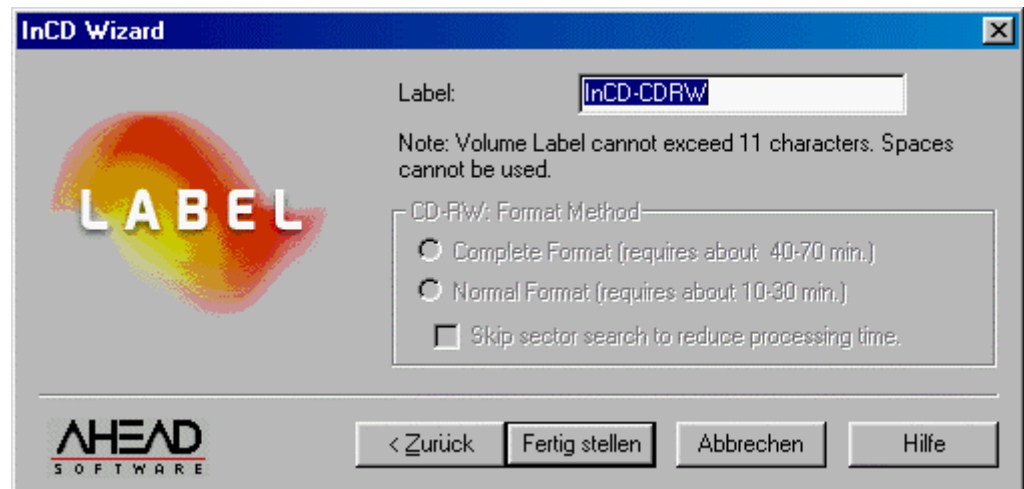 InCD Wizard
Label: InCD-CDRW
Note: Volume Label cannot exceed 11 characters. Spaces
cannot be used.
LABEL
CD-RW: Format Method
Complete Format (requires about 40-70 min.)
Normal Format (requires about 10-30 min.)
Skip sector search to reduce processing time.
AHEAD
SOFTWARE
< Zurück Fertig stellen Abbrechen Hilfe